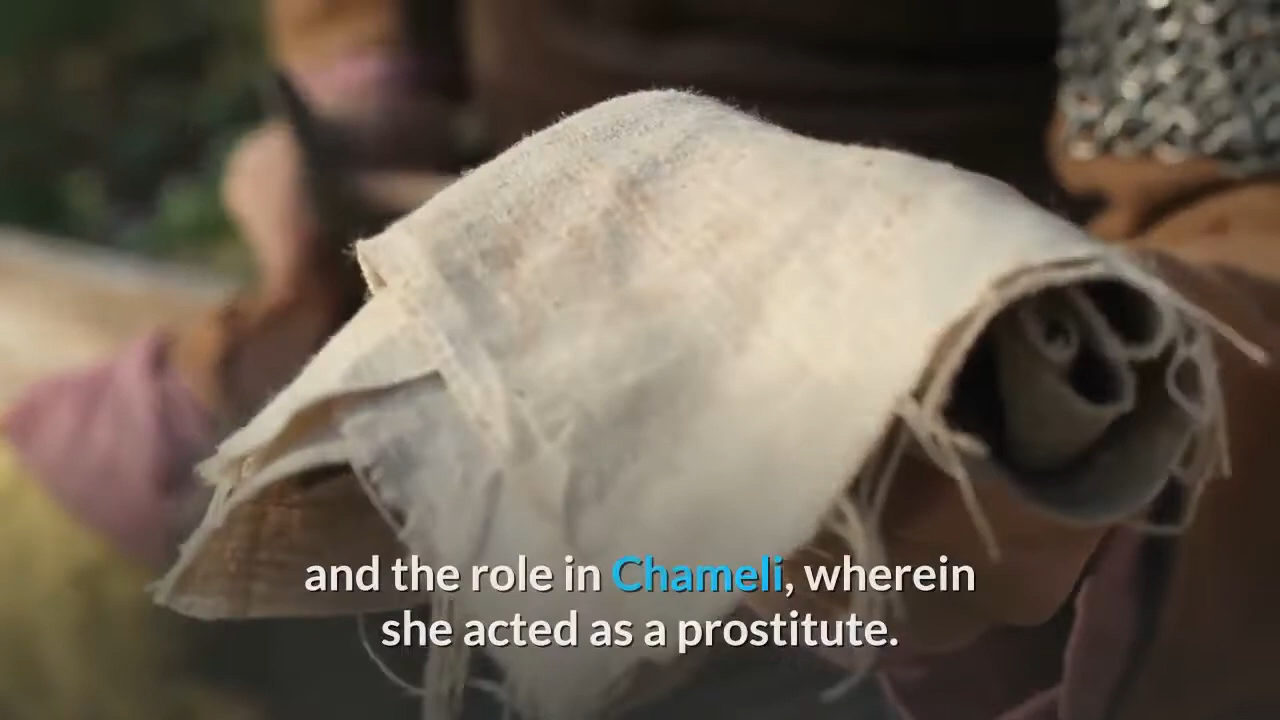 and the role in Chameli, wherein
she acted as a prostitute.